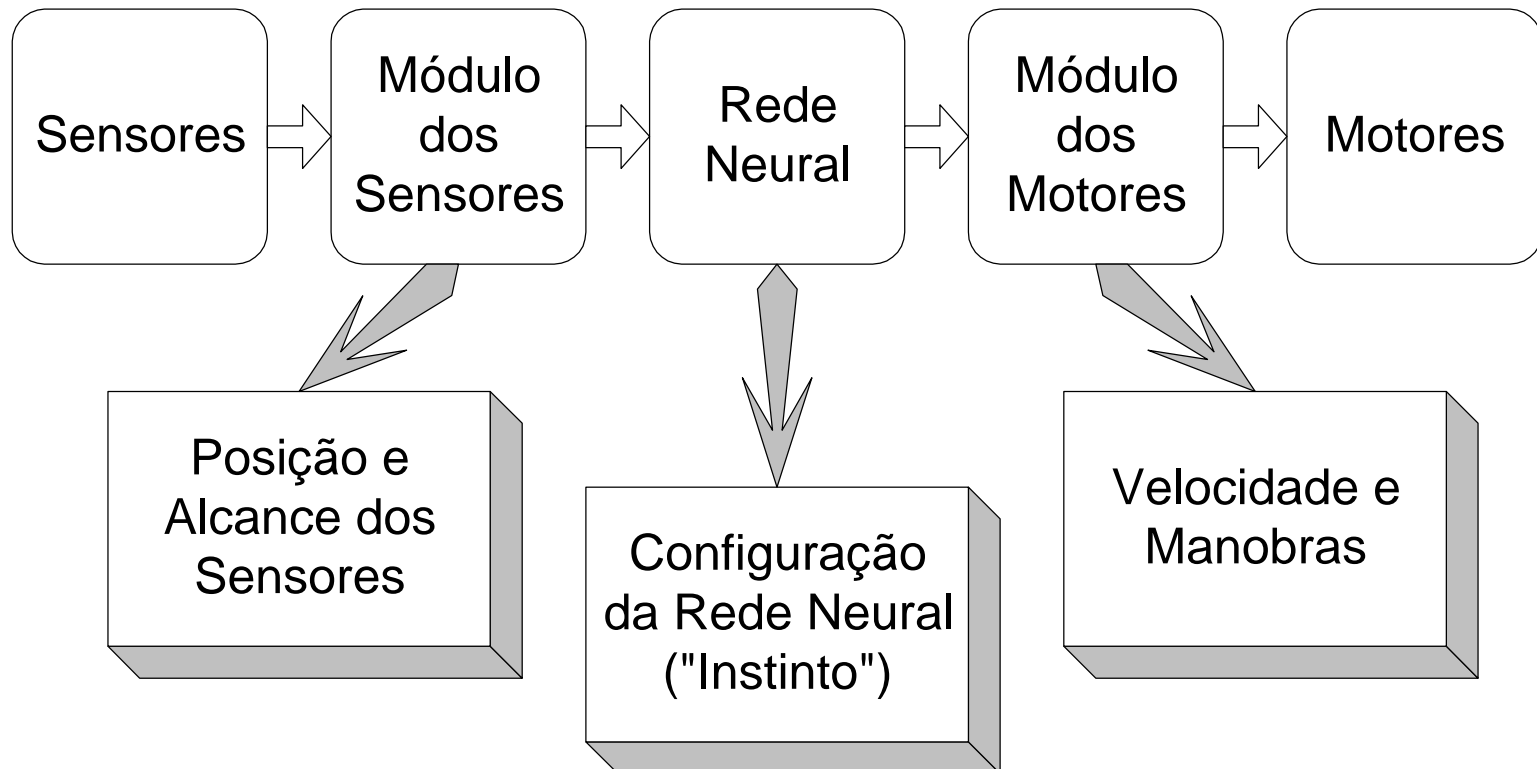 Sensores
Módulo
dos
Sensores
Rede
Neural
Módulo
dos
Motores
Motores
Posição e
Alcance dos
Sensores
Configuração
da Rede Neural
("Instinto")
Velocidade e
Manobras